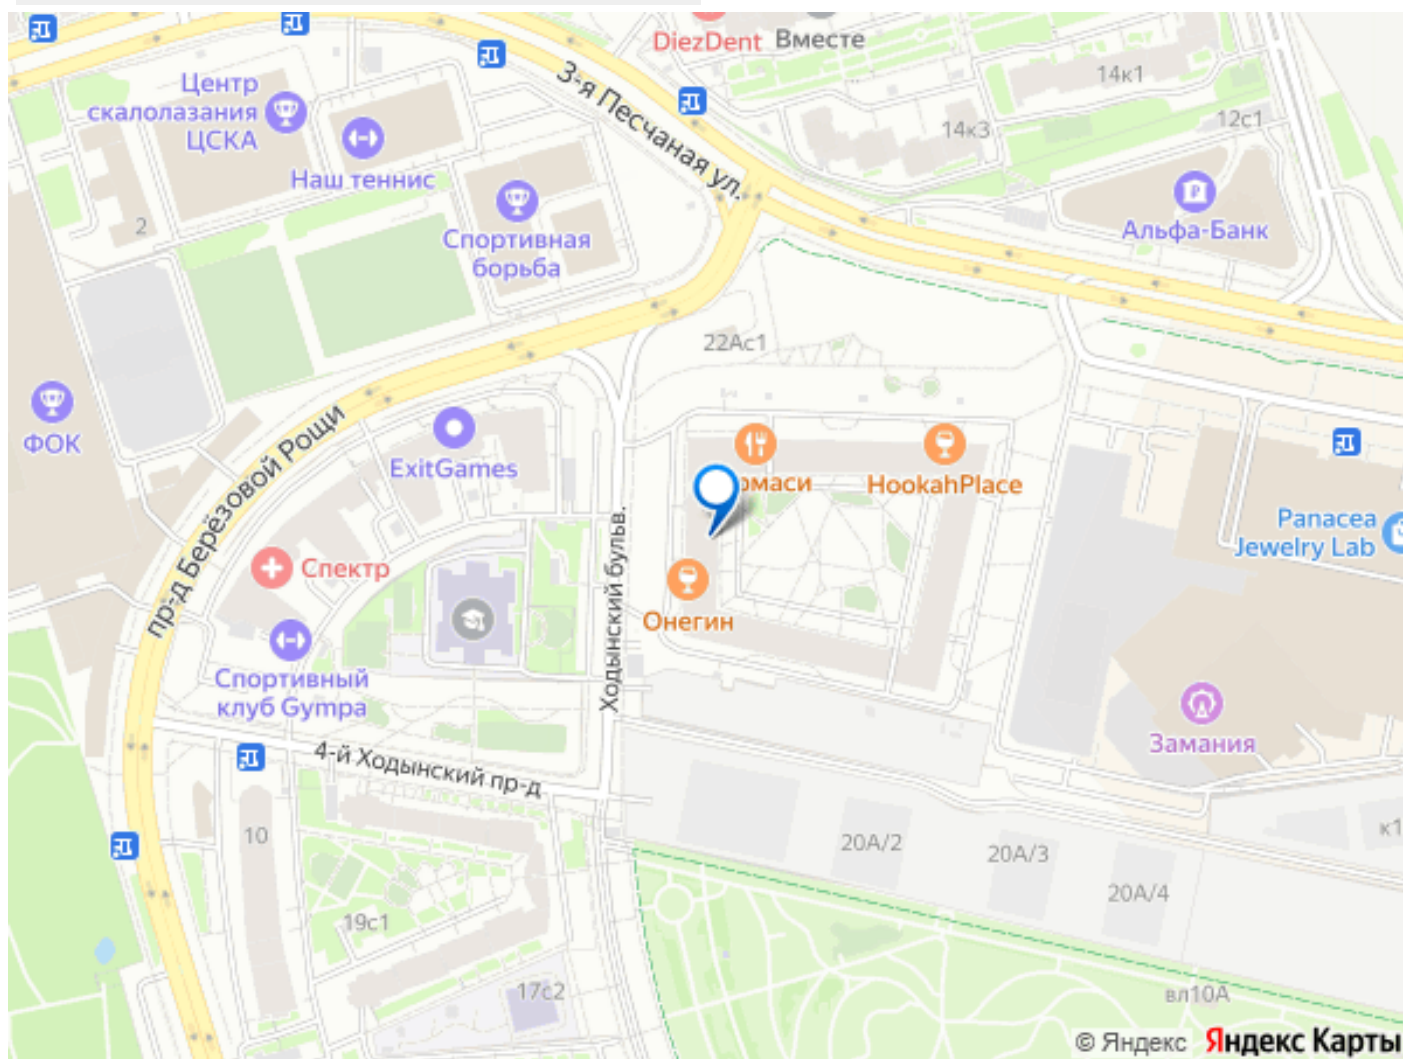 DiezDent
Вместе
14к1
Центр
скалолазания
ЦСКА
3-я Песчаная ул.
12с1
14к3
Наш теннис
2
Спортивная
борьба
Альфа-Банк
22Ас1
ФОК
ExitGames
пр-д Берёзовой Рощи
омаси
HookahPlace
Panacea
Jewelry Lab
Спектр
Ходынский бульв.
Онегин
Спортивный
клуб Gympa
Замания
4-й Ходынский пр-д
10
20А/2
20А/3
к1
20А/4
19с1
17с2
вл10А
© Яндекс Яндекс Карты